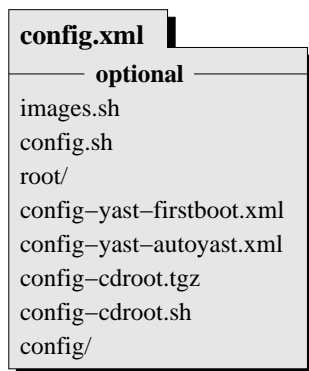 config.xml
optional
images.sh
config.sh
root/
config−yast−firstboot.xml
config−yast−autoyast.xml
config−cdroot.tgz
config−cdroot.sh
config/